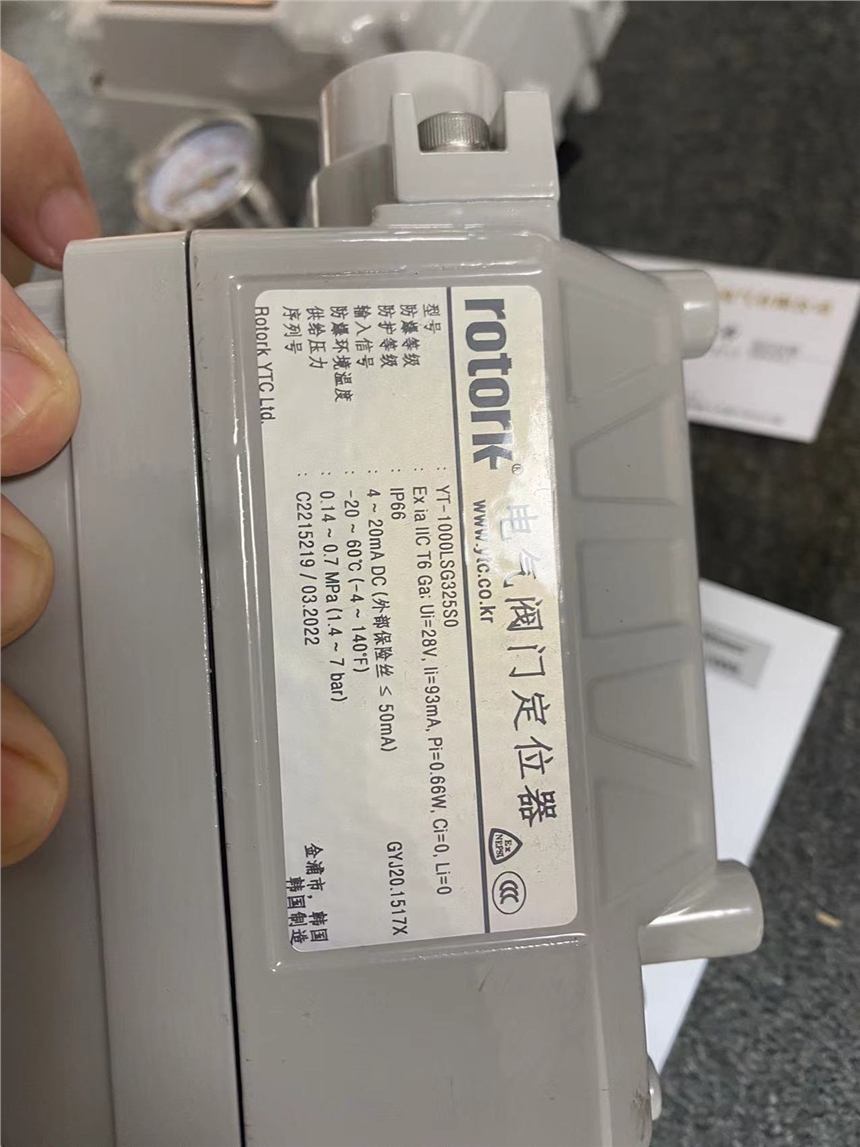 rotork® 电气阀门定位器
www.ytc.co.kr
Ex NEPSI CCC
型号 : YT-1000LSG325S0
防爆等级 : Ex ia IIC T6 Ga: Ui=28V, Ii=93mA, Pi=0.66W, Ci=0, Li=0
防护等级 : IP66 GYJ20.1517X
输入信号 : 4 ~ 20mA DC (外部保险丝 ≤ 50mA)
防爆环境温度 : -20 ~ 60℃ (-4 ~ 140°F)
供给压力 : 0.14 ~ 0.7 MPa (1.4 ~ 7 bar)
序列号 : C2215219 / 03.2022
Rotork YTC Ltd.
金浦市, 韩国
韩国制造